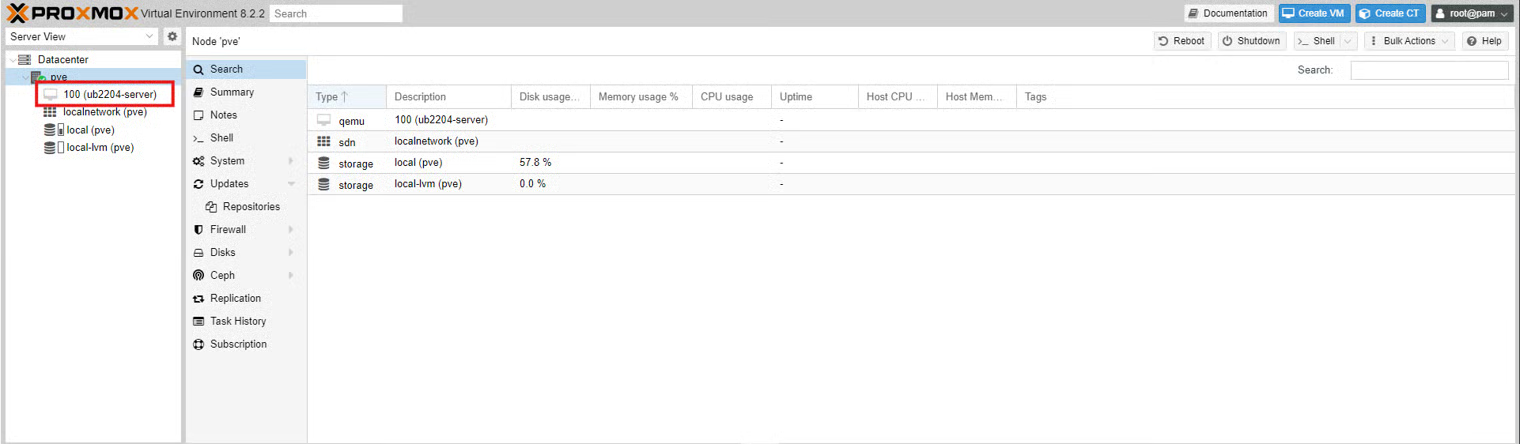 PROXMOX Virtual Environment 8.2.2 Search Documentation Create VM Create CT root@pam
Server View Node 'pve' Reboot Shutdown Shell Bulk Actions Help
Datacenter
pve
100 (ub2204-server)
localnetwork (pve)
local (pve)
local-lvm (pve)
Search
Summary
Notes
Shell
System
Updates
Repositories
Firewall
Disks
Ceph
Replication
Task History
Subscription
Search:
Type Description Disk usage... Memory usage % CPU usage Uptime Host CPU ... Host Mem... Tags
qemu 100 (ub2204-server) -
sdn localnetwork (pve) -
storage local (pve) 57.8 % -
storage local-lvm (pve) 0.0 % -